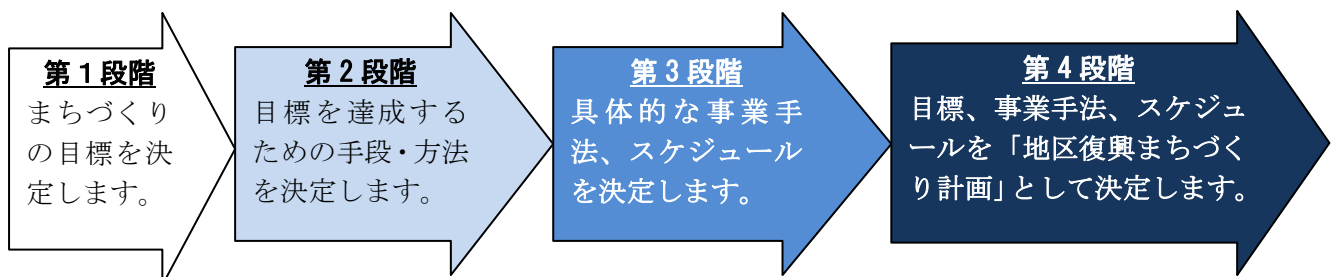 第１段階
まちづくり
の目標を決
定します。
第２段階
目標を達成する
ための手段・方法
を決定します。
第３段階
具体的な事業手
法、スケジュール
を決定します。
第４段階
目標、事業手法、スケジュ
ールを「地区復興まちづく
り計画」として決定します。